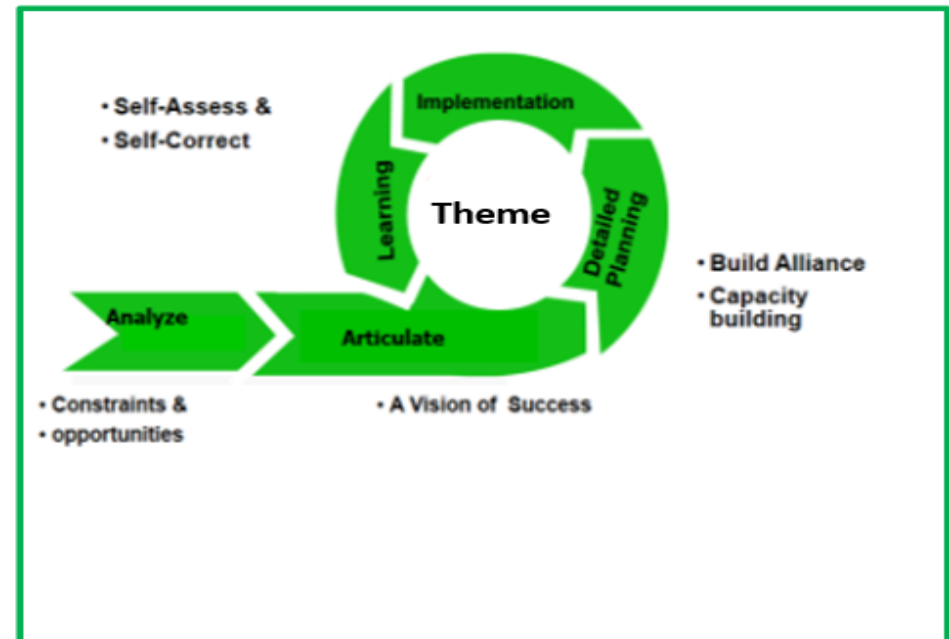 Implementation
• Self-Assess &
• Self-Correct
Learning
Theme
Detailed
Planning
• Build Alliance
• Capacity
building
Analyze
Articulate
• Constraints &
• opportunities
• A Vision of Success